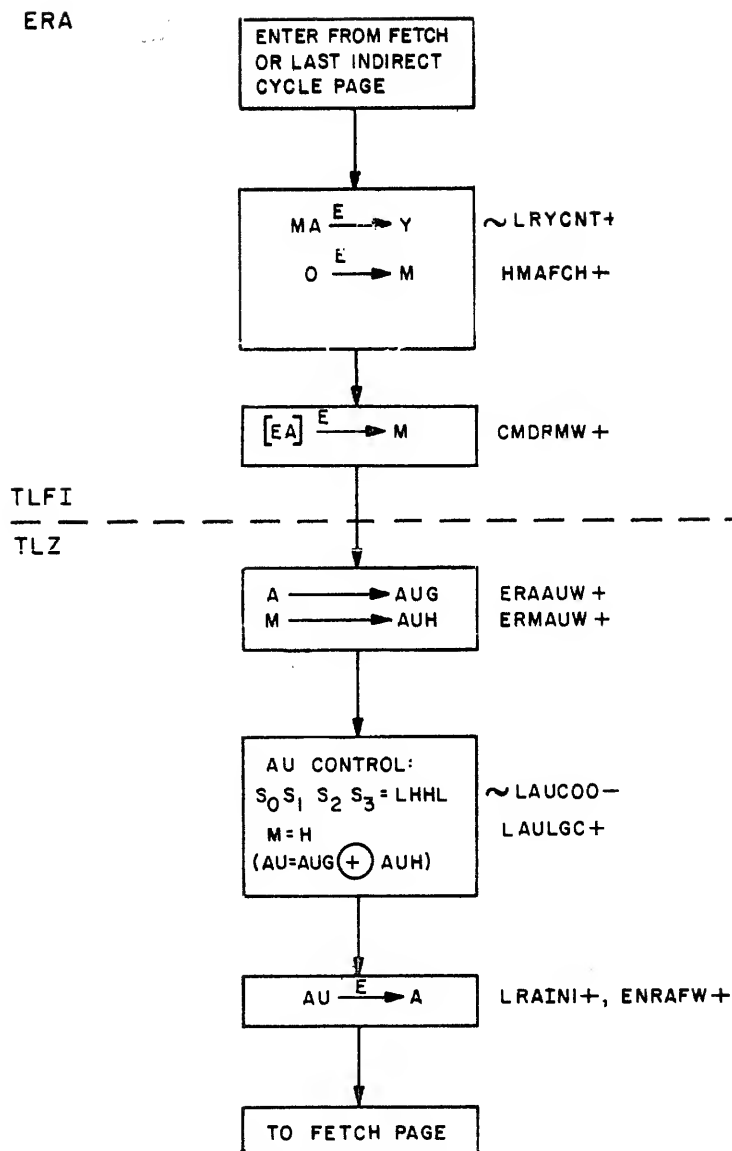 ERA
ENTER FROM FETCH
OR LAST INDIRECT
CYCLE PAGE
MA E Y ~LRYCNT+
O E M HMAFCH+
[EA] E M CMDRMW+
TLFI
TLZ
A AUG ERAAUW+
M AUH ERMAUW+
AU CONTROL:
S0S1 S2 S3=LHHL ~LAUCOO-
M=H LAULGC+
(AU=AUG + AUH)
AU E A LRAINI+, ENRAFW+
TO FETCH PAGE